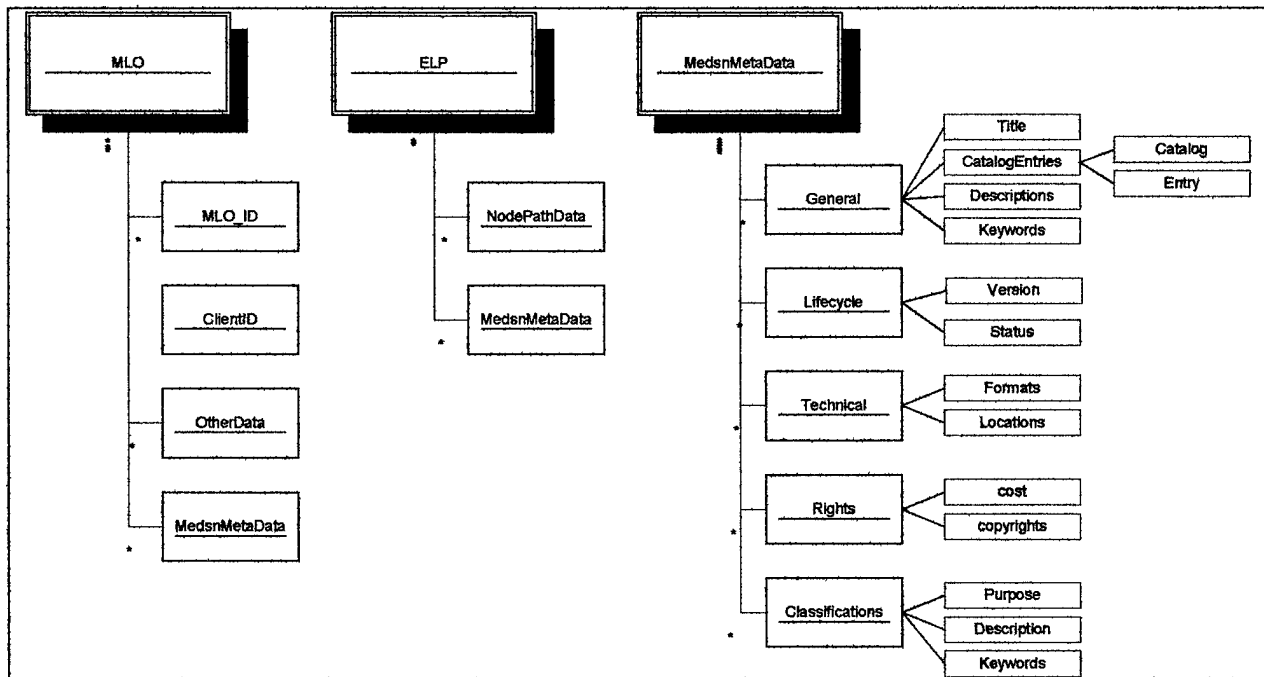 MLO
ELP
MedsnMetaData
MLO_ID
ClientID
OtherData
MedsnMetaData
NodePathData
MedsnMetaData
General
Title
CatalogEntries
Catalog
Entry
Descriptions
Keywords
Lifecycle
Version
Status
Technical
Formats
Locations
Rights
cost
copyrights
Classifications
Purpose
Description
Keywords